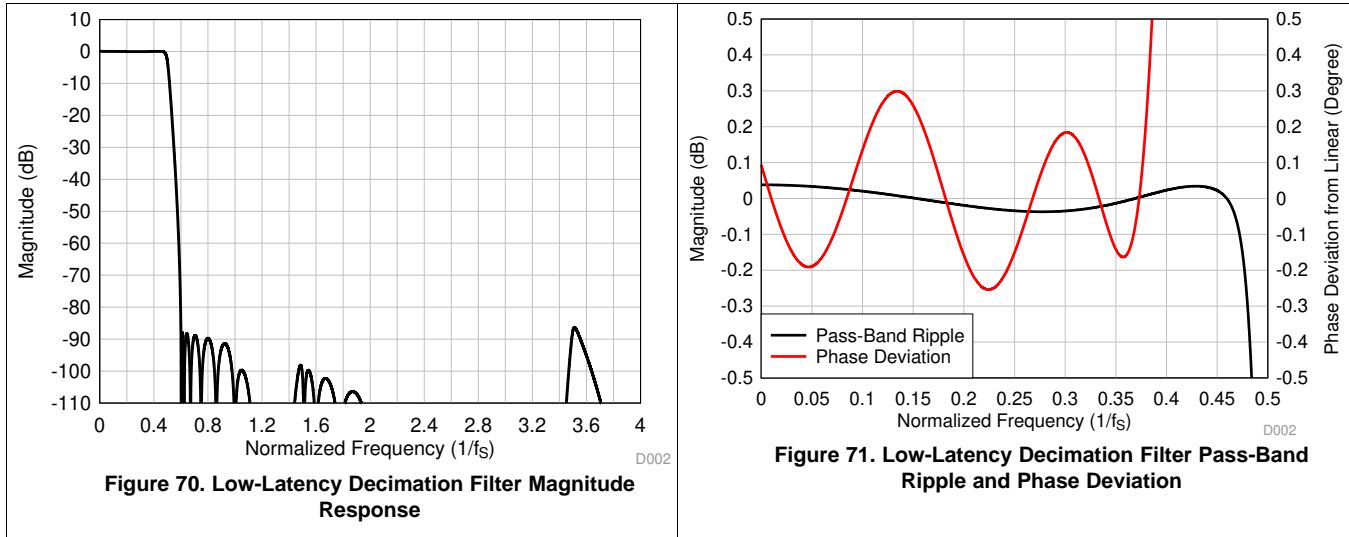 10
0
-10
-20
-30
-40
-50
-60
-70
-80
-90
-100
-110
Magnitude (dB)
0 0.4 0.8 1.2 1.6 2 2.4 2.8 3.2 3.6 4
Normalized Frequency (1/fS)
D002
Figure 70. Low-Latency Decimation Filter Magnitude
Response
0.5
0.4
0.3
0.2
0.1
0
-0.1
-0.2
-0.3
-0.4
-0.5
Magnitude (dB)
Pass-Band Ripple
Phase Deviation
0.5
0.4
0.3
0.2
0.1
0
-0.1
-0.2
-0.3
-0.4
-0.5
Phase Deviation from Linear (Degree)
0 0.05 0.1 0.15 0.2 0.25 0.3 0.35 0.4 0.45 0.5
Normalized Frequency (1/fS)
D002
Figure 71. Low-Latency Decimation Filter Pass-Band
Ripple and Phase Deviation